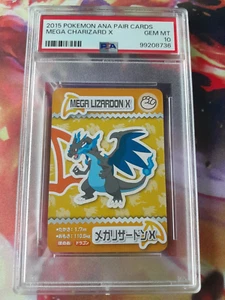 2015 POKEMON ANA PAIR CARDS
MEGA CHARIZARD X
GEM MT
10
PSA
99208736
MEGA LIZARDON X
メガリザードンX